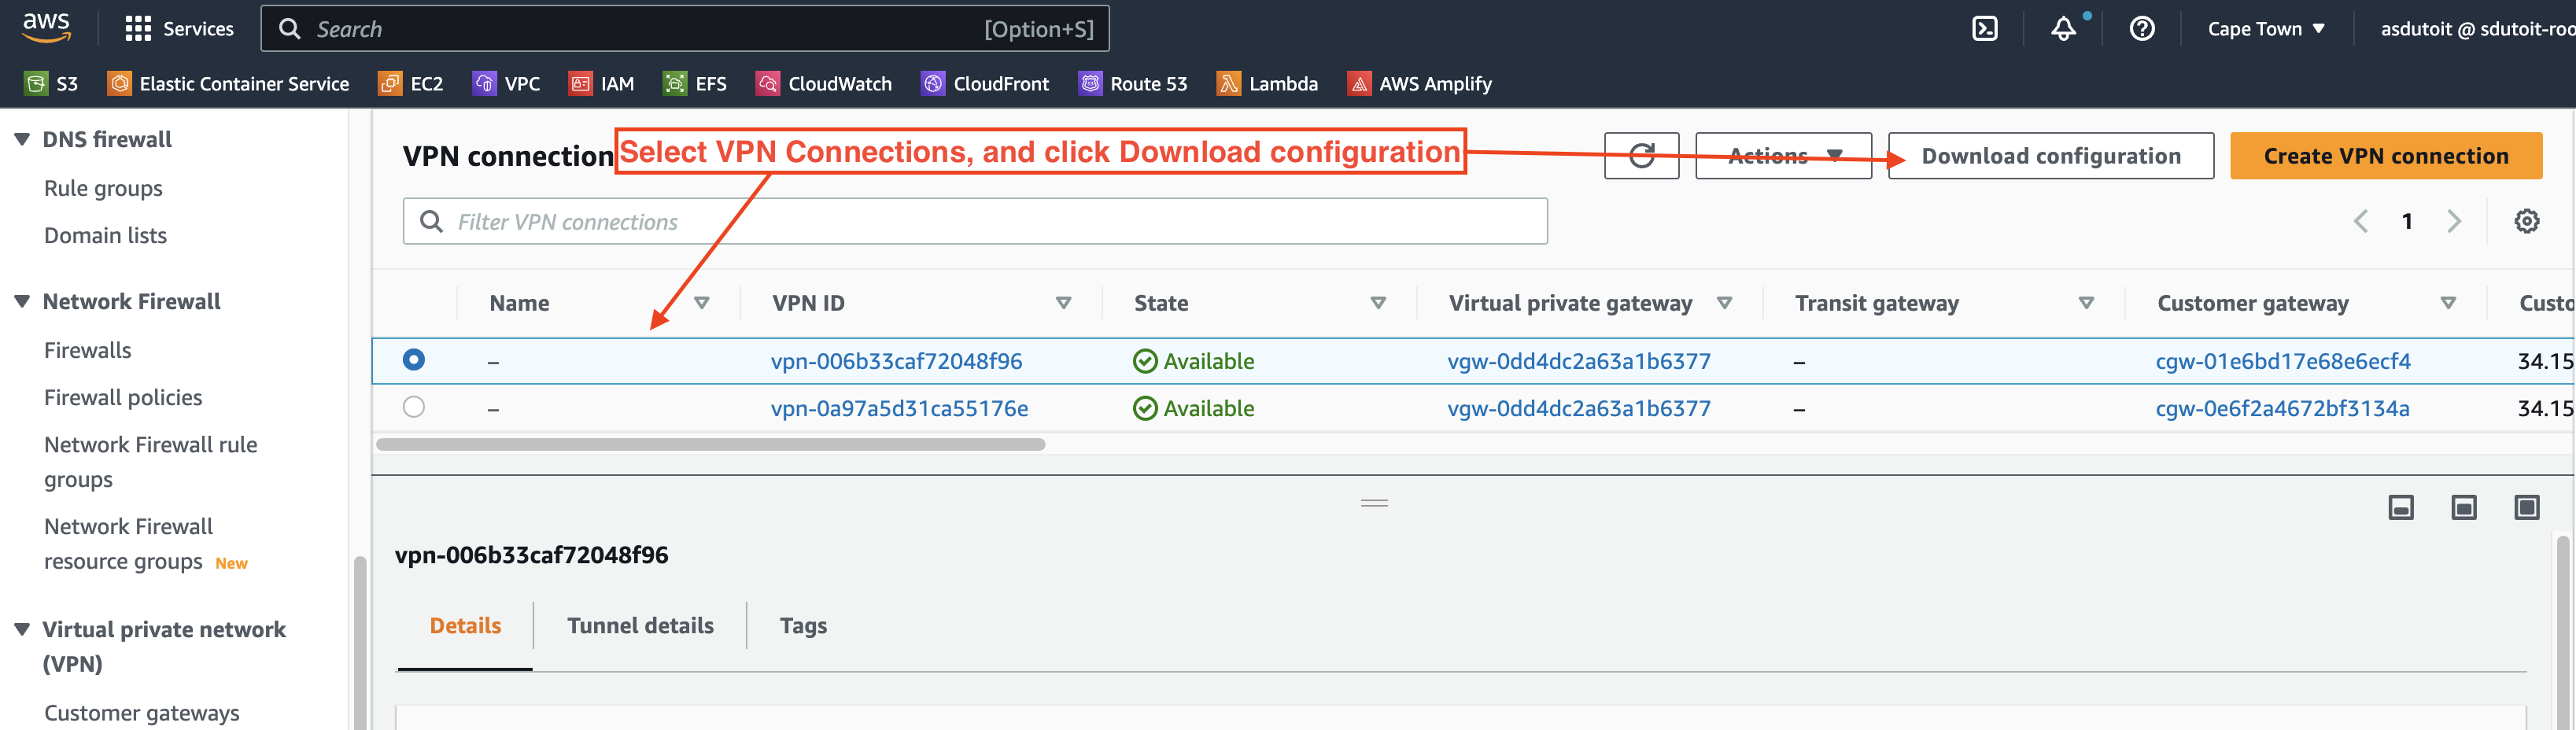 aws
Services
Search
[Option+S]
Cape Town
asdutoit @ sdutoit-roo
S3
Elastic Container Service
EC2
VPC
IAM
EFS
CloudWatch
CloudFront
Route 53
Lambda
AWS Amplify
DNS firewall
Rule groups
Domain lists
Network Firewall
Firewalls
Firewall policies
Network Firewall rule
groups
Network Firewall
resource groups New
Virtual private network
(VPN)
Customer gateways
VPN connection
Select VPN Connections, and click Download configuration
Actions
Download configuration
Create VPN connection
Filter VPN connections
1
Name
VPN ID
State
Virtual private gateway
Transit gateway
Customer gateway
Custo
– vpn-006b33caf72048f96 Available vgw-0dd4dc2a63a1b6377 – cgw-01e6bd17e68e6ecf4 34.15
– vpn-0a97a5d31ca55176e Available vgw-0dd4dc2a63a1b6377 – cgw-0e6f2a4672bf3134a 34.15
vpn-006b33caf72048f96
Details
Tunnel details
Tags